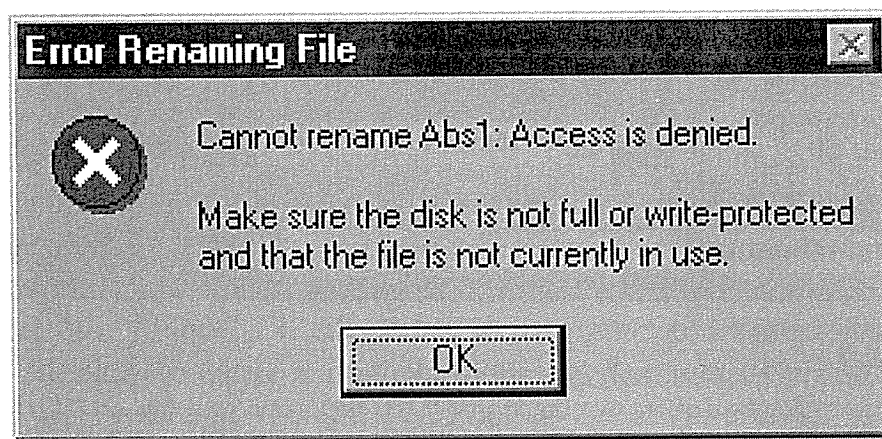 Error Renaming File
Cannot rename Abs1: Access is denied.
Make sure the disk is not full or write-protected
and that the file is not currently in use.
OK